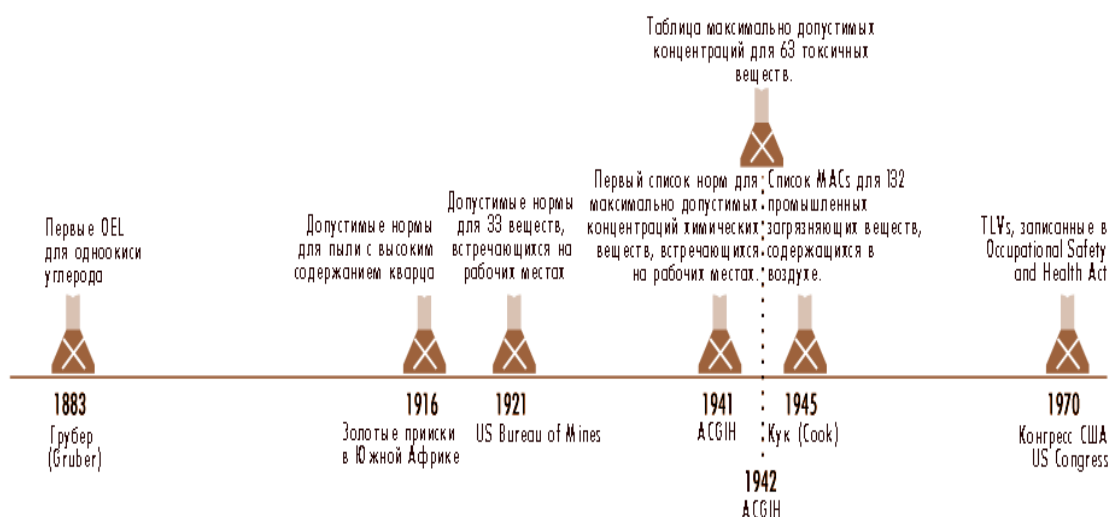 Таблица максимально допустимых
концентраций для 63 токсичных
веществ.
Первые OEL
для одноокиси
углерода
Допустимые нормы
для пыли с высоким
содержанием кварца
Допустимые нормы
для 33 веществ,
встречающихся на
рабочих местах
Первый список норм для
максимально допустимых
концентраций химических
веществ, встречающихся
на рабочих местах.
Список MACs для 132
промышленных
загрязняющих веществ,
содержащихся в
воздухе.
TLVs, записанные в
Occupational Safety
and Health Act
1883
Грубер
(Gruber)
1916
Золотые прииски
в Южной Африке
1921
US Bureau of Mines
1941
ACGIH
1945
Кук (Cook)
1970
Конгресс США
US Congress
1942
ACGIH